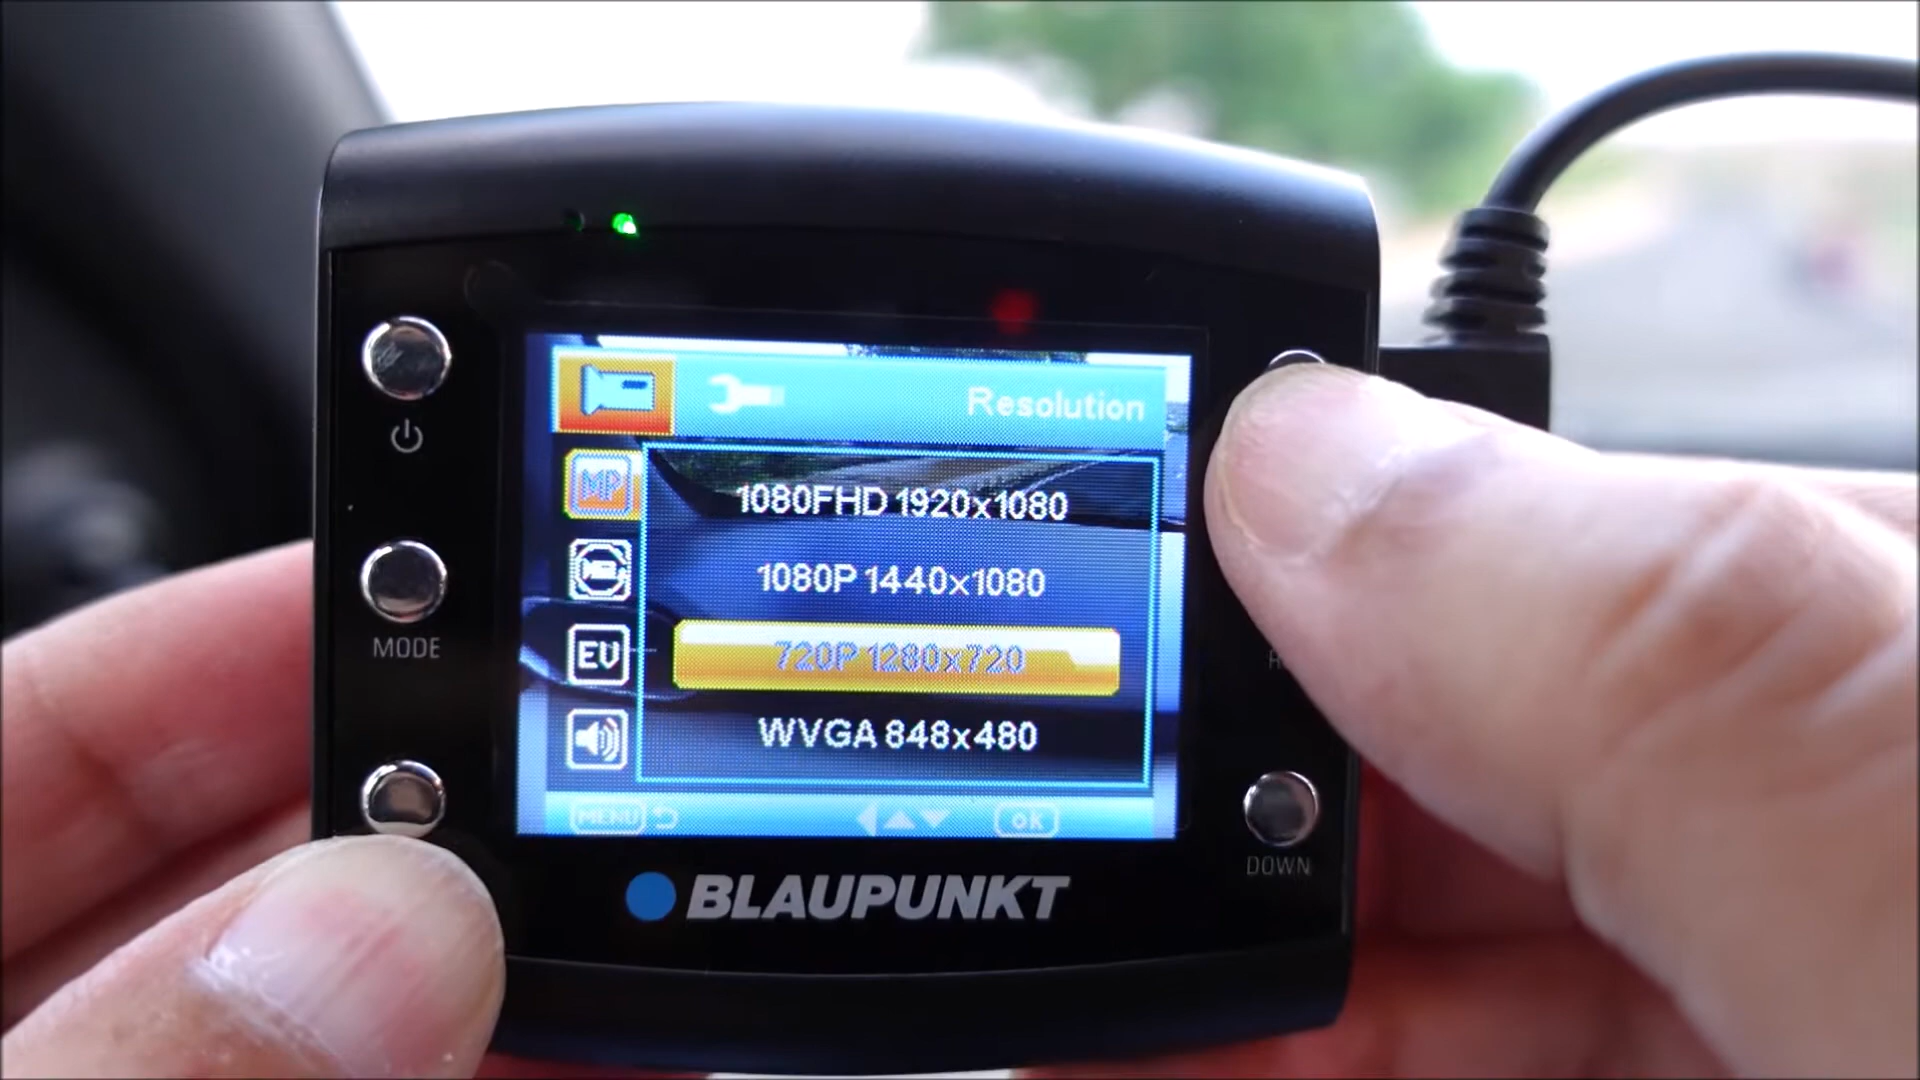 Resolution
MP
1080FHD 1920x1080
1080P 1440x1080
EV
720P 1280x720
WVGA 848x480
MENU
ok
MODE
DOWN
BLAUPUNKT